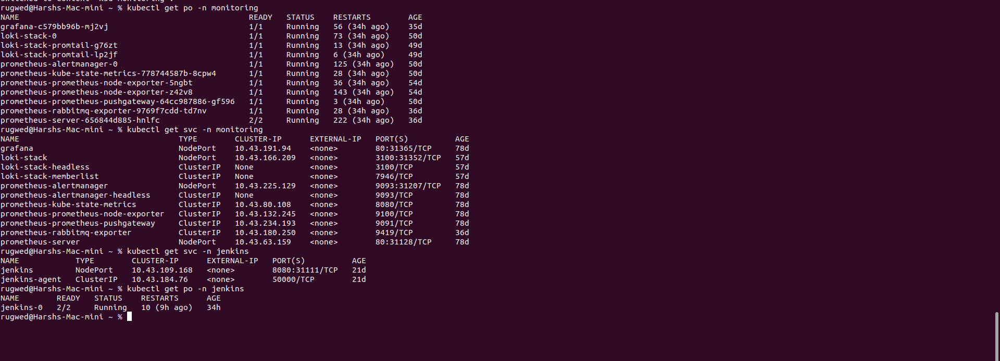 rugwed@Harshs-Mac-mini ~ % kubectl get po -n monitoring
NAME READY STATUS RESTARTS AGE
grafana-c579bb96b-mj2vj 1/1 Running 56 (34h ago) 35d
loki-stack-0 1/1 Running 73 (34h ago) 50d
loki-stack-promtail-g76zt 1/1 Running 13 (34h ago) 49d
loki-stack-promtail-lp2jf 1/1 Running 6 (34h ago) 49d
prometheus-alertmanager-0 1/1 Running 125 (34h ago) 50d
prometheus-kube-state-metrics-778744587b-8cpw4 1/1 Running 28 (34h ago) 50d
prometheus-prometheus-node-exporter-5ngbt 1/1 Running 36 (34h ago) 54d
prometheus-prometheus-node-exporter-z42v8 1/1 Running 143 (34h ago) 54d
prometheus-prometheus-pushgateway-64cc987886-gf596 1/1 Running 3 (34h ago) 50d
prometheus-rabbitmq-exporter-9769f7cdd-td7nv 1/1 Running 28 (34h ago) 36d
prometheus-server-656844d885-hnlfc 2/2 Running 222 (34h ago) 36d
rugwed@Harshs-Mac-mini ~ % kubectl get svc -n monitoring
NAME TYPE CLUSTER-IP EXTERNAL-IP PORT(S) AGE
grafana NodePort 10.43.191.94 <none> 80:31365/TCP 78d
loki-stack NodePort 10.43.166.209 <none> 3100:31352/TCP 57d
loki-stack-headless ClusterIP None <none> 3100/TCP 57d
loki-stack-memberlist ClusterIP None <none> 7946/TCP 57d
prometheus-alertmanager NodePort 10.43.225.129 <none> 9093:31207/TCP 78d
prometheus-alertmanager-headless ClusterIP None <none> 9093/TCP 78d
prometheus-kube-state-metrics ClusterIP 10.43.80.108 <none> 8080/TCP 78d
prometheus-prometheus-node-exporter ClusterIP 10.43.132.245 <none> 9100/TCP 78d
prometheus-prometheus-pushgateway ClusterIP 10.43.234.193 <none> 9091/TCP 78d
prometheus-rabbitmq-exporter ClusterIP 10.43.180.250 <none> 9419/TCP 36d
prometheus-server NodePort 10.43.63.159 <none> 80:31128/TCP 78d
rugwed@Harshs-Mac-mini ~ % kubectl get svc -n jenkins
NAME TYPE CLUSTER-IP EXTERNAL-IP PORT(S) AGE
jenkins NodePort 10.43.109.168 <none> 8080:31111/TCP 21d
jenkins-agent ClusterIP 10.43.184.76 <none> 50000/TCP 21d
rugwed@Harshs-Mac-mini ~ % kubectl get po -n jenkins
NAME READY STATUS RESTARTS AGE
jenkins-0 2/2 Running 10 (9h ago) 34h
rugwed@Harshs-Mac-mini ~ %